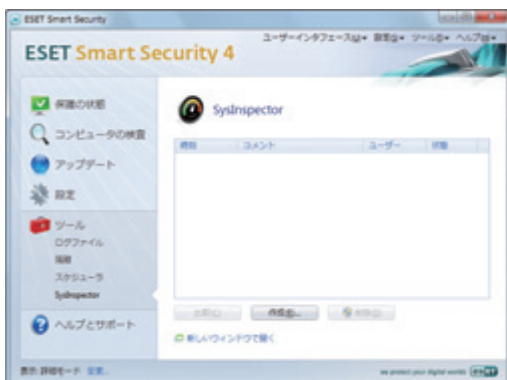 ESET Smart Security
ESET Smart Security 4
ユーザーインタフェース(U)▾ 設定(S)▾ ツール(O)▾ ヘルプ(H)▾
保護の状態
コンピュータの検査
アップデート
設定
ツール
ログファイル
隔離
スケジューラ
SysInspector
ヘルプとサポート
SysInspector
時刻 コメント ユーザー 状態
比較(C) 作成(E)... 削除(D)
新しいウィンドウで開く
表示: 詳細モード 変更...
we protect your digital worlds eseT